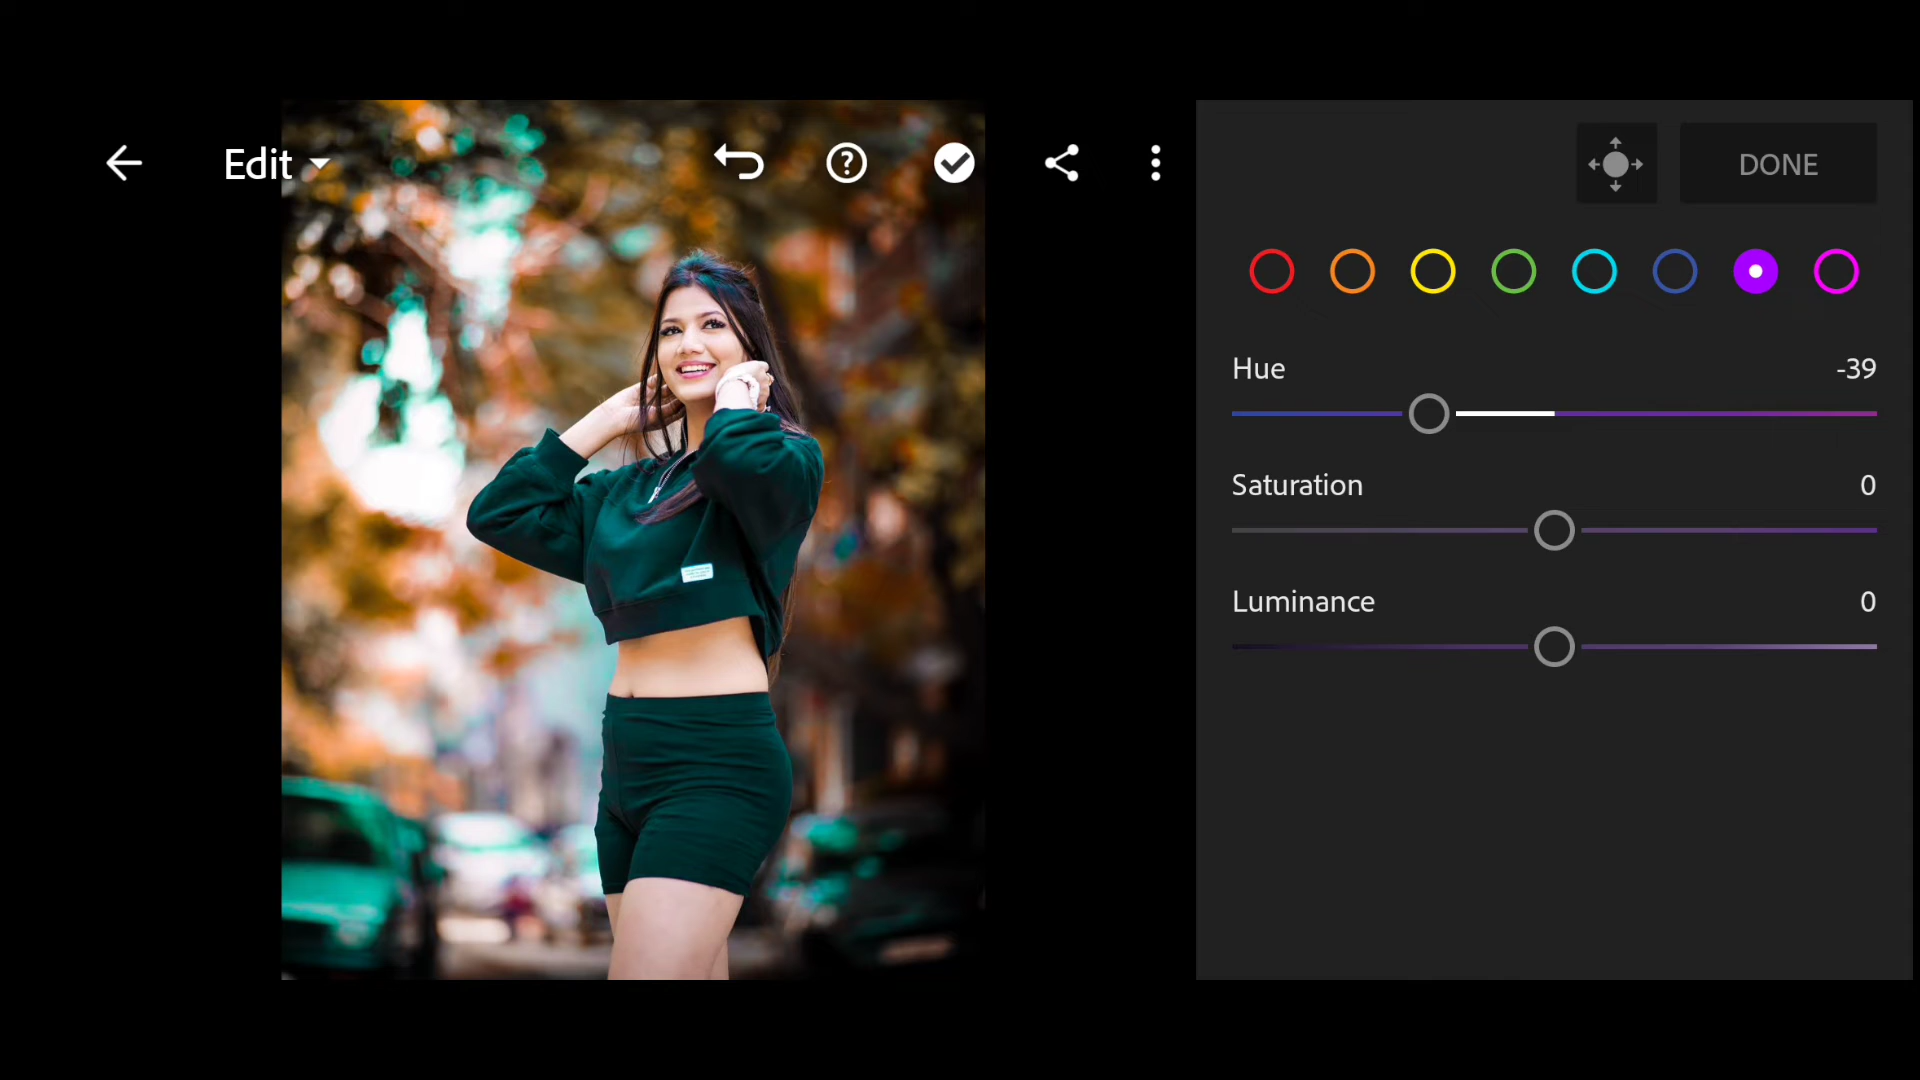 Edit
DONE
Hue -39
Saturation 0
Luminance 0